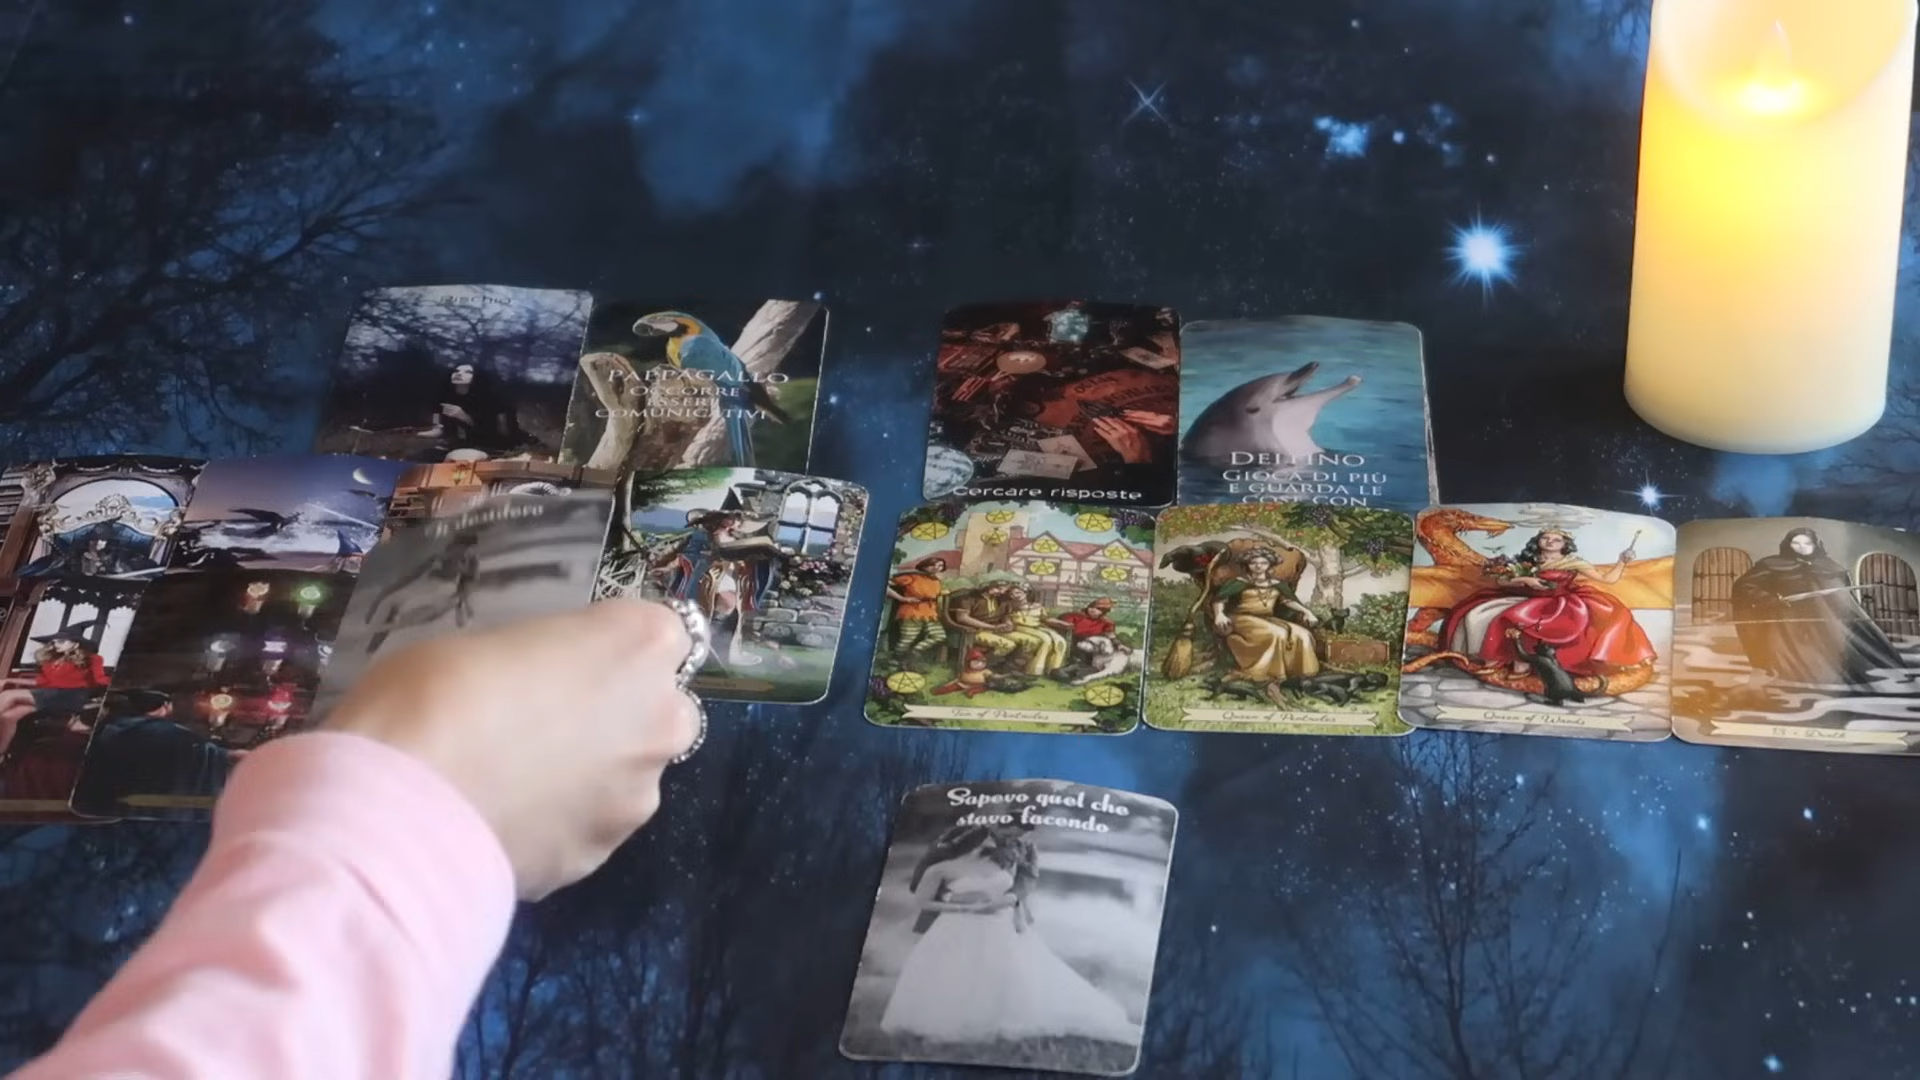 RISCHIO
PAPPAGALLO
OCCORRE
ESSERE
COMUNICATIVI
Cercare risposte
DELFINO
GIOCA DI PIÙ
E GUARDA LE
Ten of Pentacles
Queen of Pentacles
Queen of Wands
13 • Death
Sapevo quel che
stavo facendo